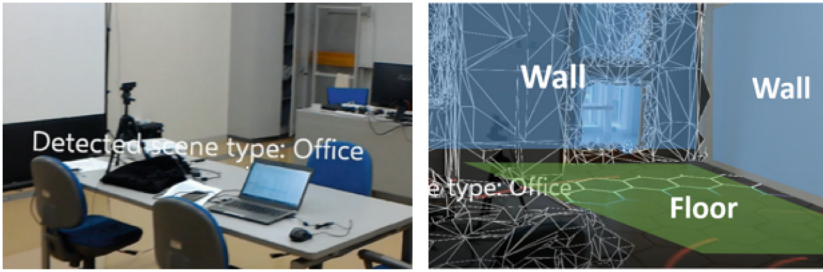 Detected scene type: Office
Wall
Wall
e type: Office
Floor